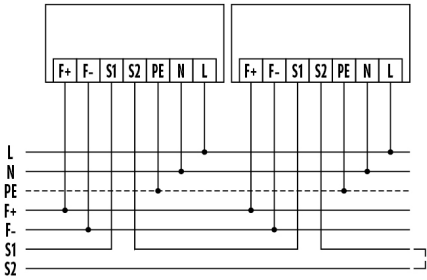 F+ F- S1 S2 PE N L F+ F- S1 S2 PE N L
L
N
PE
F+
F-
S1
S2